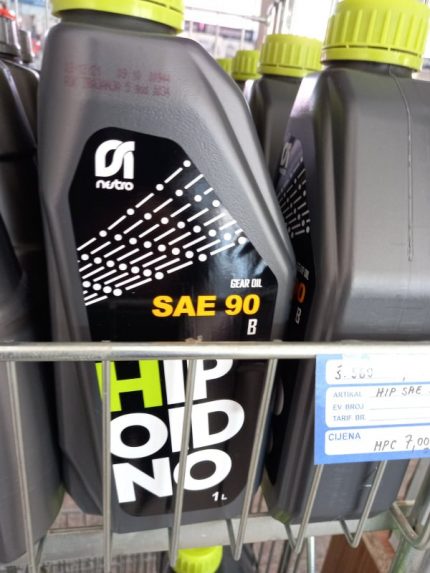 nestro
GEAR OIL
SAE 90
B
HIP
OID
NO
1L
ARTIKAL HIP SAE
EV. BROJ
TARIF. BR.
CIJENA MPC 7,00